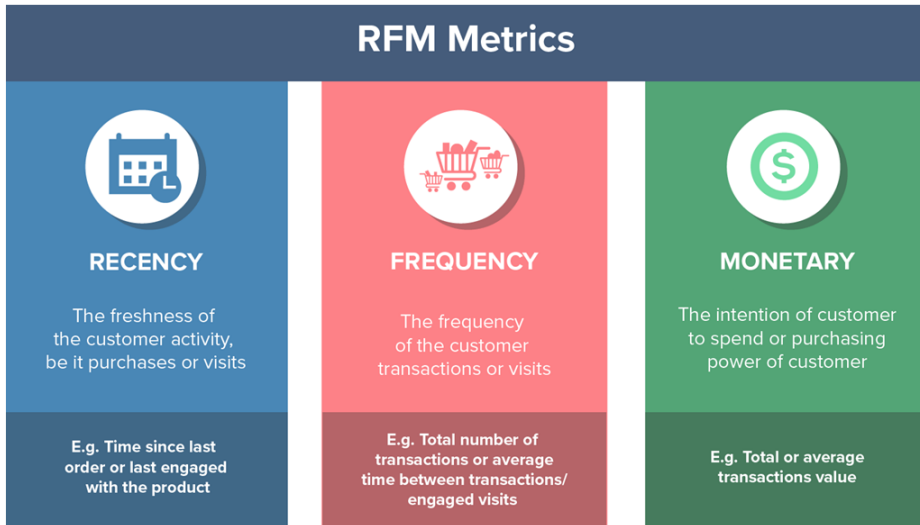 RFM Metrics
RECENCY
The freshness of
the customer activity,
be it purchases or visits
E.g. Time since last
order or last engaged
with the product
FREQUENCY
The frequency
of the customer
transactions or visits
E.g. Total number of
transactions or average
time between transactions/
engaged visits
MONETARY
The intention of customer
to spend or purchasing
power of customer
E.g. Total or average
transactions value